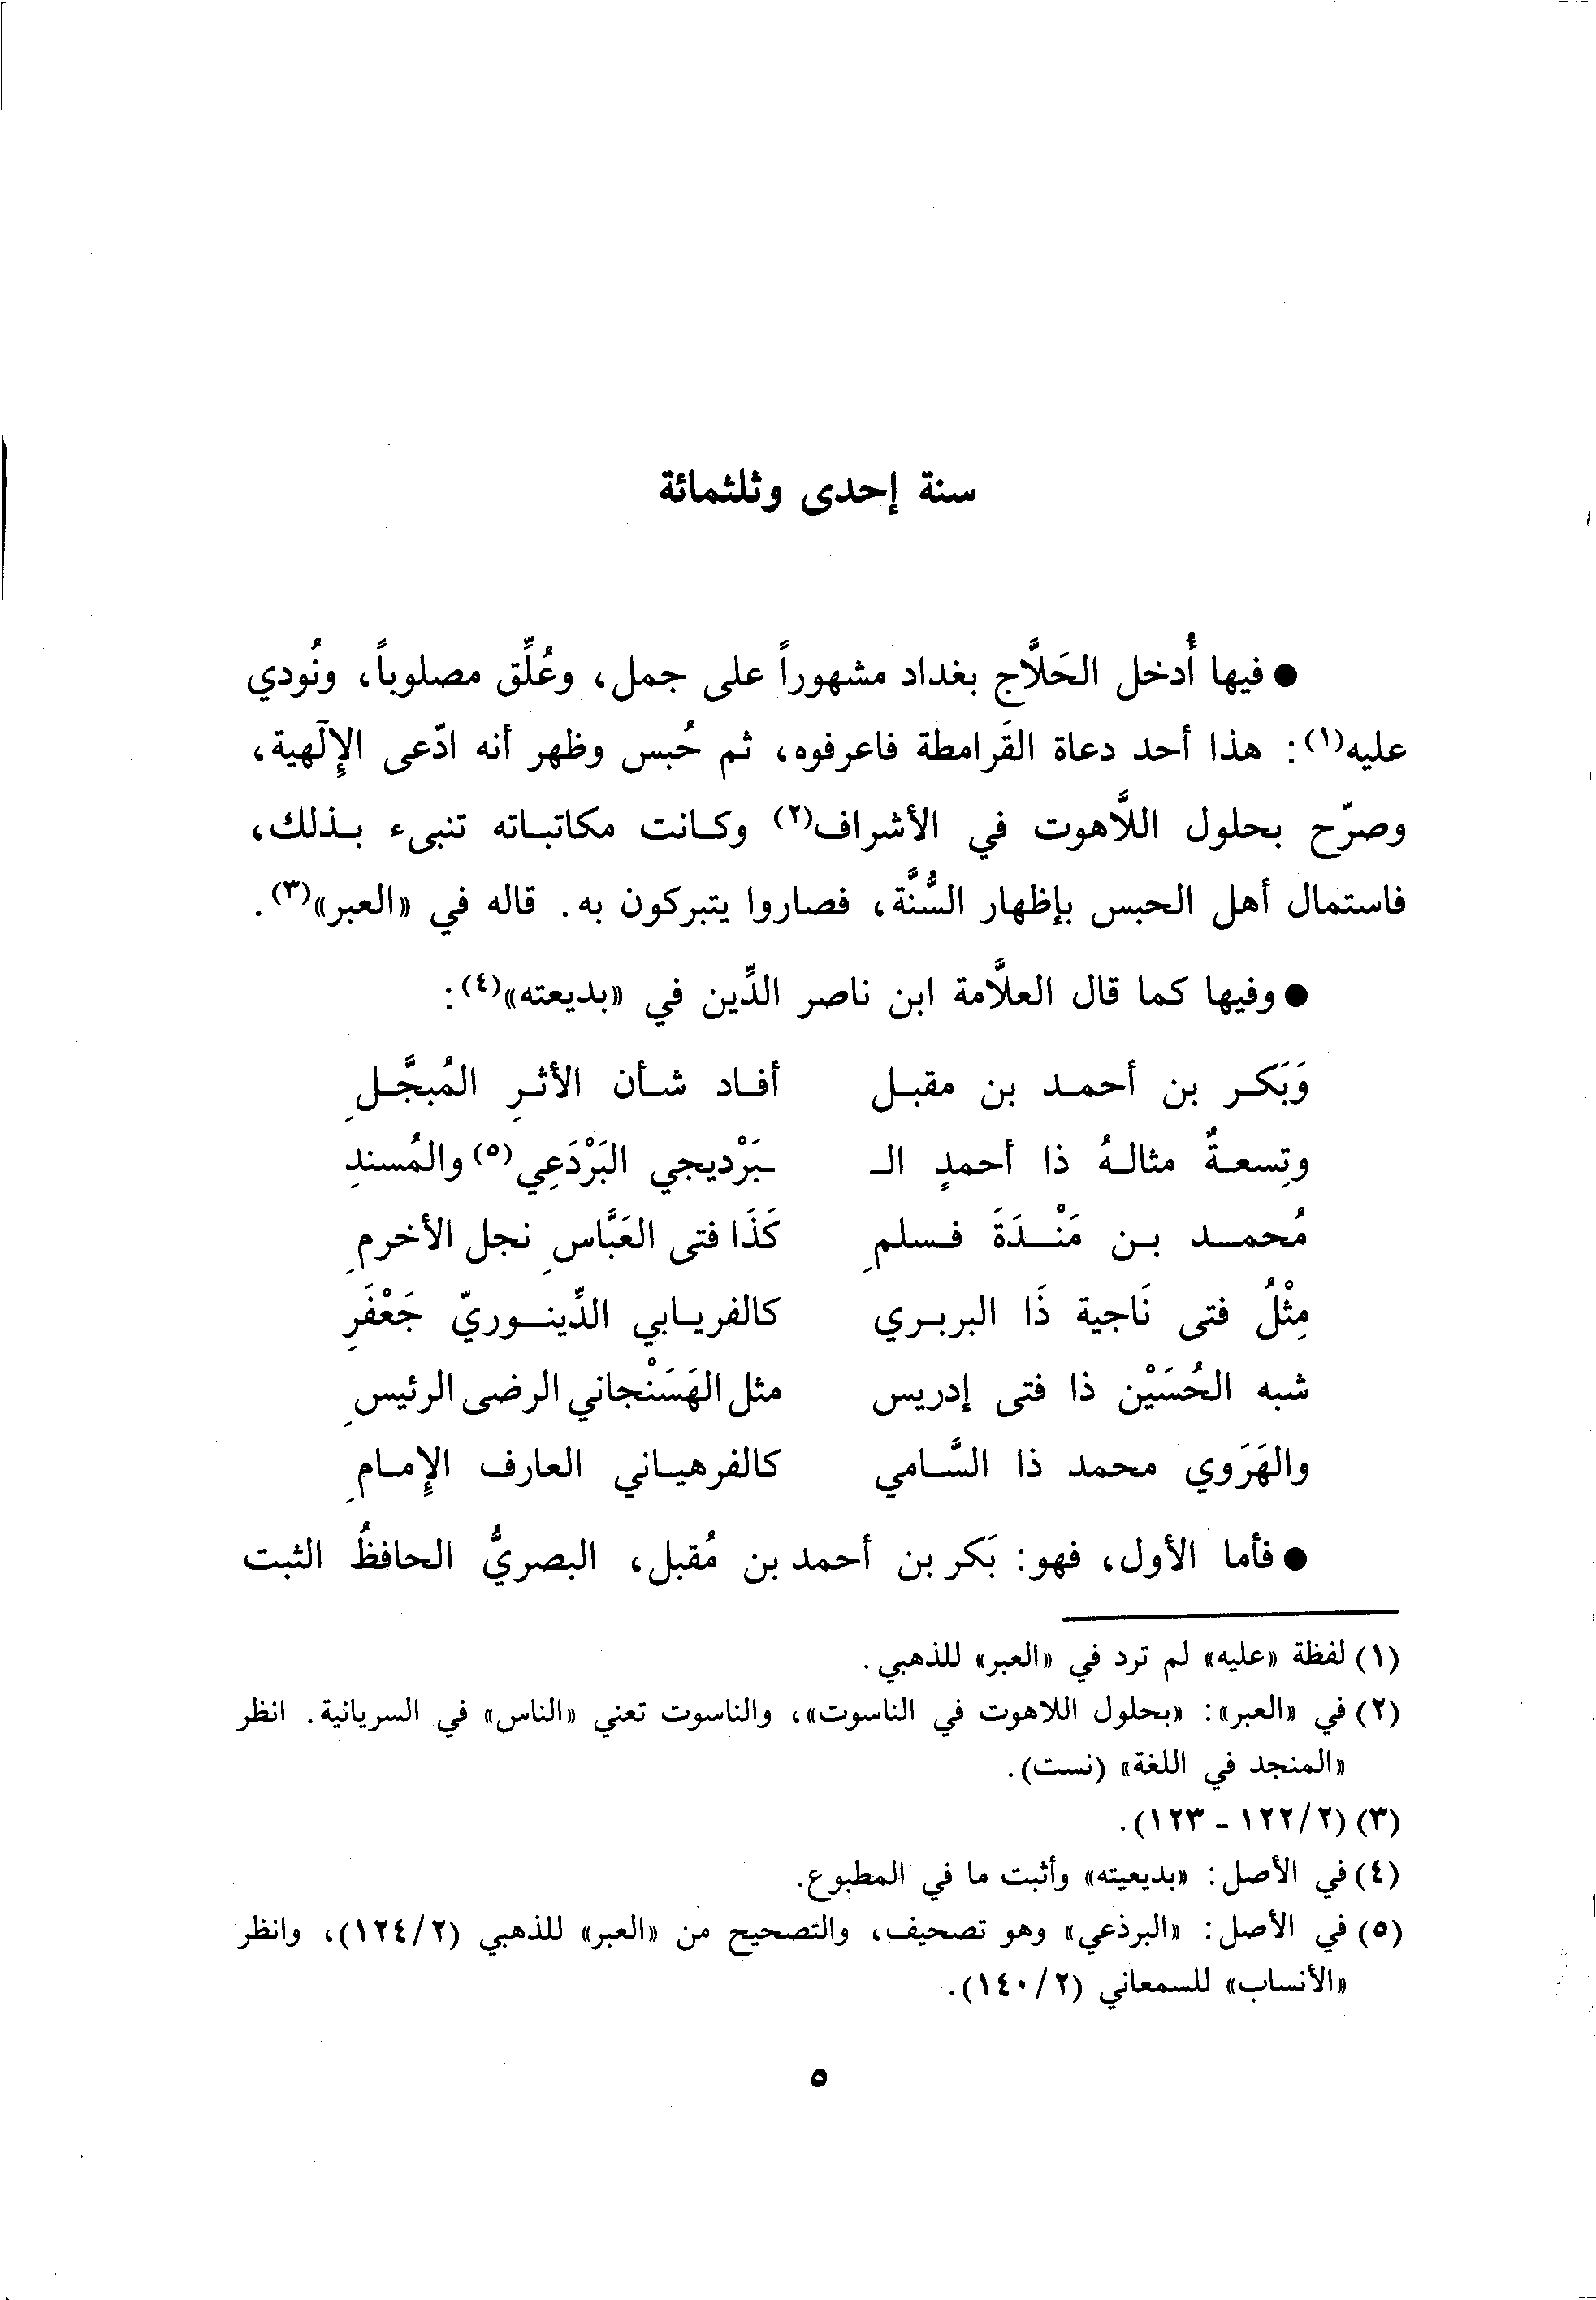 سنة إحدى وثلثمائة
● فيها أُدخل الحَلَّاج بغداد مشهوراً على جمل، وعُلِّق مصلوباً، ونُودي
عليه(١): هذا أحد دعاة القَرامطة فاعرفوه، ثم حُبس وظهر أنه ادّعى الإِلٓهية،
وصرّح بحلول اللَّاهوت في الأشراف(٢) وكانت مكاتباته تنبىء بذلك،
فاستمال أهل الحبس بإظهار السُّنَّة، فصاروا يتبركون به. قاله في «العبر»(٣).
● وفيها كما قال العلَّامة ابن ناصر الدِّين في «بديعته»(٤):
وَبَكر بن أحمد بن مقبل أفاد شأن الأثرِ المُبجَّلِ
وتِسعةٌ مثالهُ ذا أحمدٍ الـ ـبَرْديجي البَرْدَعِي(٥) والمُسندِ
مُحمد بن مَنْدَةَ فسلمِ كَذَا فتى العَبَّاسِ نجل الأخرمِ
مِثْلُ فتى نَاجية ذَا البربري كالفريابي الدِّينوريّ جَعْفَرِ
شبه الحُسَيْن ذا فتى إدريس مثل الهَسَنْجاني الرضى الرئيسِ
والهَرَوي محمد ذا السَّامي كالفرهياني العارف الإِمامِ
● فأما الأول، فهو: بَكر بن أحمد بن مُقبل، البصريُّ الحافظُ الثبت
(١) لفظة «عليه» لم ترد في «العبر» للذهبي.
(٢) في «العبر»: «بحلول اللاهوت في الناسوت»، والناسوت تعني «الناس» في السريانية. انظر
«المنجد في اللغة» (نست).
(٣) (١٢٢/٢ - ١٢٣).
(٤) في الأصل: «بديعيته» وأثبت ما في المطبوع.
(٥) في الأصل: «البرذعي» وهو تصحيف، والتصحيح من «العبر» للذهبي (١٢٤/٢)، وانظر
«الأنساب» للسمعاني (١٤٠/٢).
٥